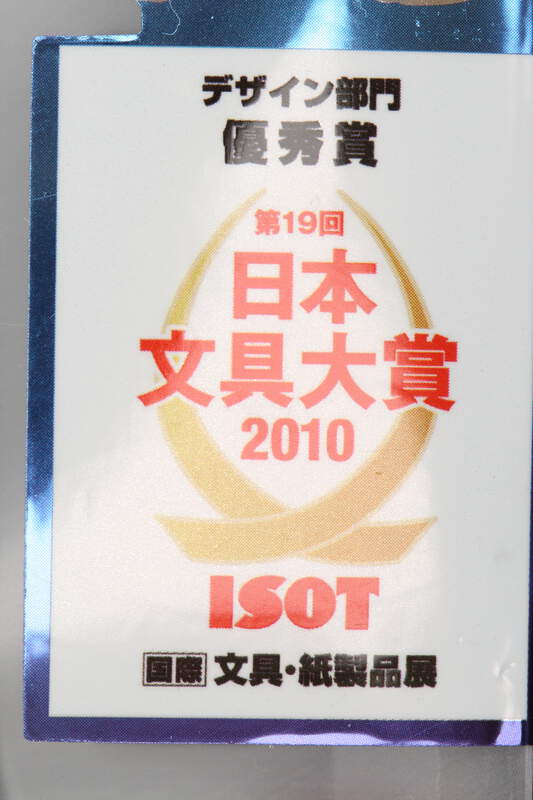 デザイン部門
優秀賞
第19回
日本
文具大賞
2010
ISOT
国際 文具・紙製品展